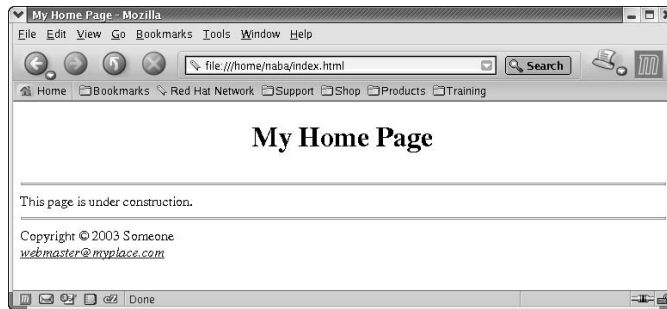 My Home Page - Mozilla
File Edit View Go Bookmarks Tools Window Help
file:///home/naba/index.html Search
Home Bookmarks Red Hat Network Support Shop Products Training
My Home Page
This page is under construction.
Copyright © 2003 Someone
webmaster@myplace.com
Done